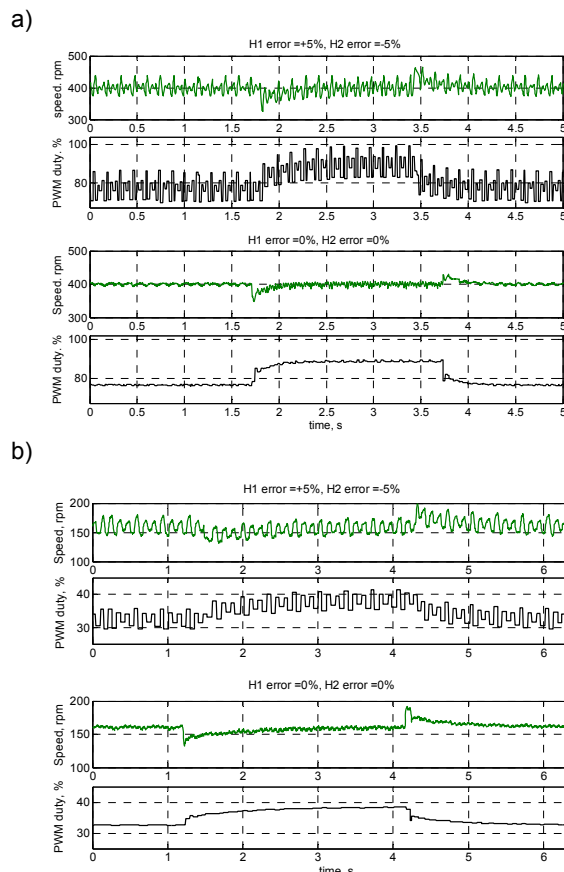 a)
H1 error =+5%, H2 error=-5%
speed. rpm
500
400
300
0 0.5 1 1.5 2 2.5 3 3.5 4 4.5 5
PWM duty. %
100
80
0 0.5 1 1.5 2 2.5 3 3.5 4 4.5 5
H1 error =0%, H2 error=0%
Speed. rpm
500
400
300
0 0.5 1 1.5 2 2.5 3 3.5 4 4.5 5
PWM duty. %
100
80
0 0.5 1 1.5 2 2.5 3 3.5 4 4.5 5
time, s
b)
H1 error =+5%, H2 error=-5%
Speed, rpm
200
150
100
0 1 2 3 4 5 6
PWM duty, %
40
30
0 1 2 3 4 5 6
H1 error =0%, H2 error=0%
Speed, rpm
200
150
100
0 1 2 3 4 5 6
PWM duty, %
40
30
0 1 2 3 4 5 6
time, s